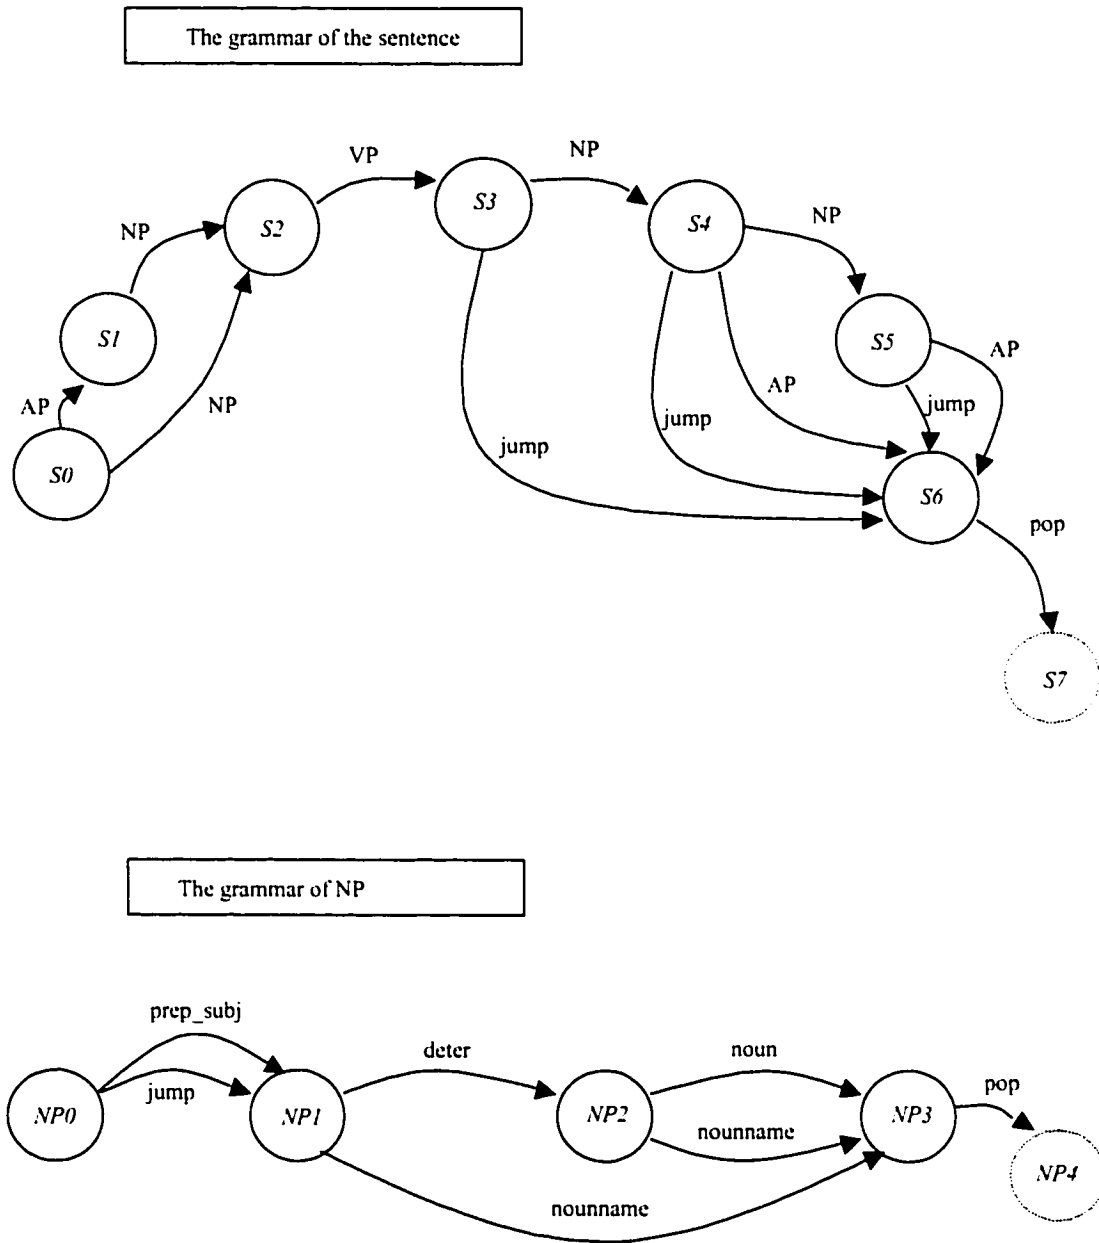 The grammar of the sentence
VP
NP
S3
S4
NP
NP
S2
S1
S5
AP
AP
NP
AP
jump
jump
jump
S0
S6
pop
S7
The grammar of NP
prep_subj
deter
noun
pop
jump
NP0
NP1
NP2
NP3
nounname
NP4
nounname